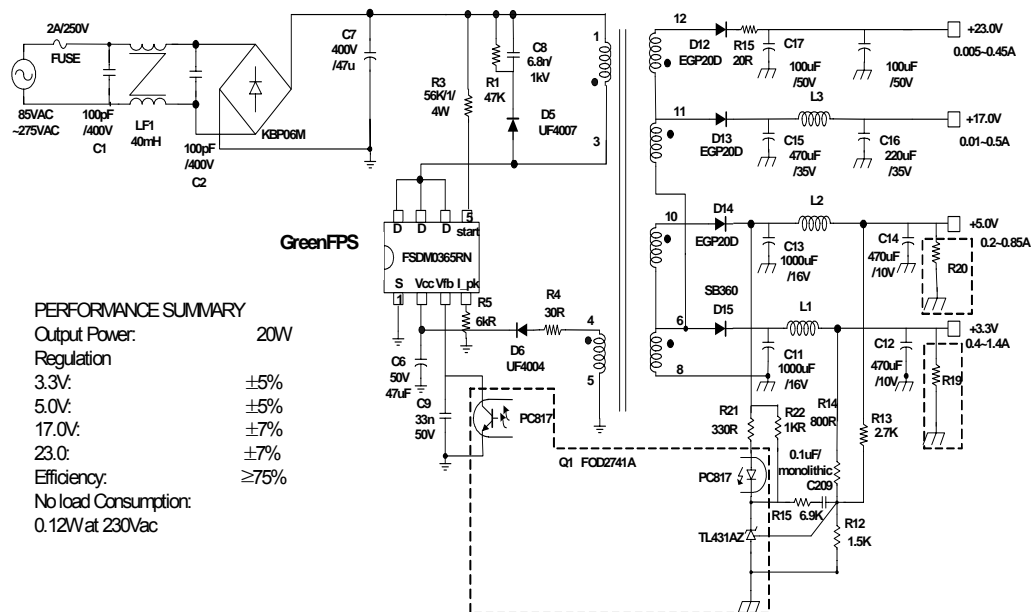 2A/250V
FUSE
85VAC
~275VAC
100pF
/400V
C1
LF1
40mH
100pF
/400V
C2
KBP06M
C7
400V
/47u
R3
56K/1/
4W
R1
47K
C8
6.8n/
1kV
D5
UF4007
1
3
12
D12
EGP20D
R15
20R
C17
100uF
/50V
100uF
/50V
+23.0V
0.005~0.45A
11
D13
EGP20D
L3
C15
470uF
/35V
C16
220uF
/35V
+17.0V
0.01~0.5A
10
D14
EGP20D
L2
C13
1000uF
/16V
C14
470uF
/10V
R20
+5.0V
0.2~0.85A
6
8
SB360
D15
L1
C11
1000uF
/16V
C12
470uF
/10V
R19
+3.3V
0.4~1.4A
GreenFPS
D D D
5
start
FSDM0365RN
S Vcc Vfb I_pk
1
R5
6kR
R4
30R
4
5
D6
UF4004
C6
50V
47uF
C9
33n
50V
PC817
Q1 FOD2741A
R21
330R
R22
1KR
R14
800R
R13
2.7K
PC817
0.1uF/
monolithic
C209
R15 6.9K
TL431AZ
R12
1.5K
PERFORMANCE SUMMARY
Output Power: 20W
Regulation
3.3V: ±5%
5.0V: ±5%
17.0V: ±7%
23.0: ±7%
Efficiency: ≥75%
No load Consumption:
0.12W at 230Vac